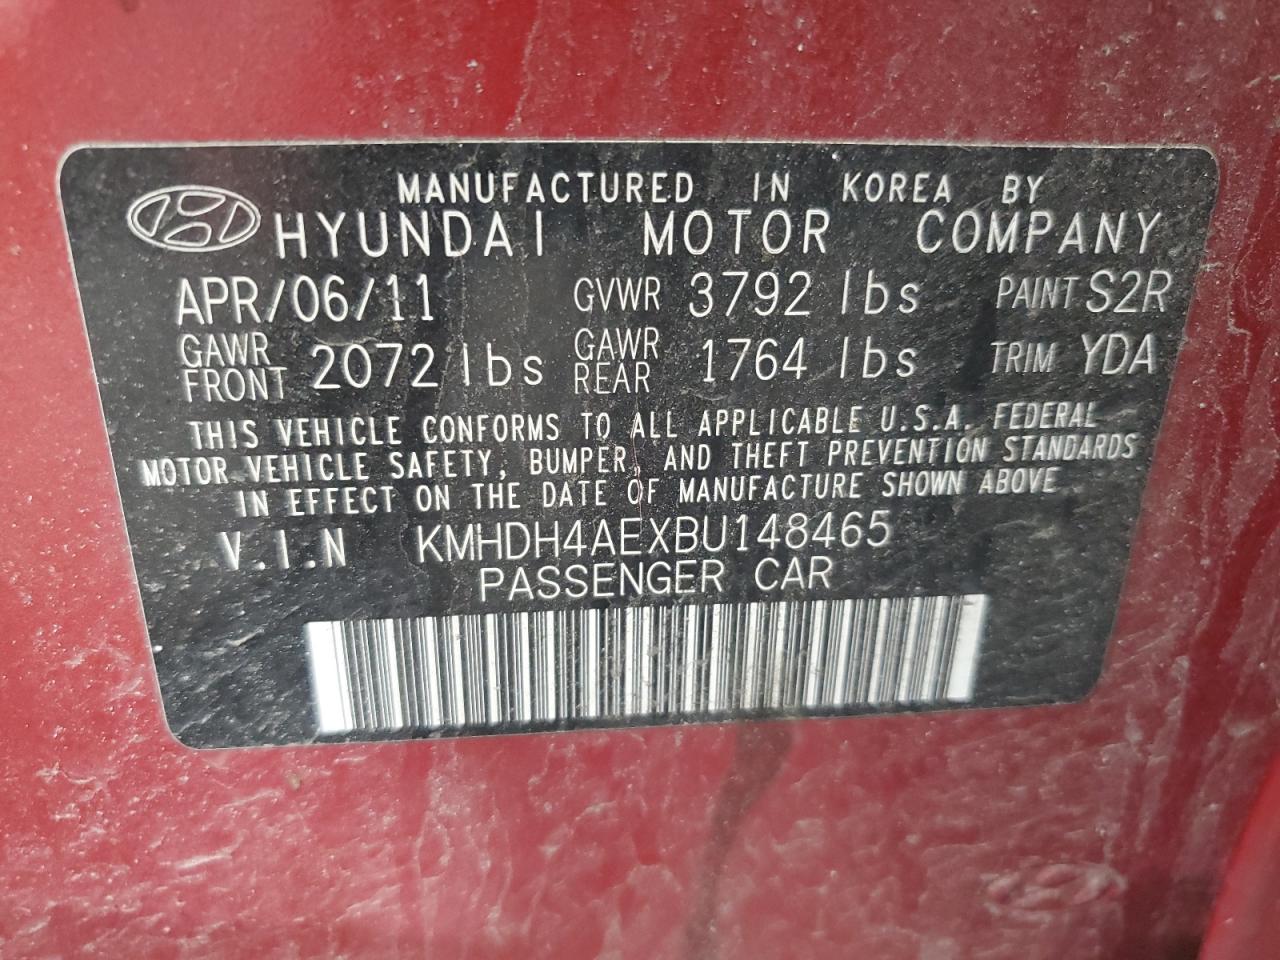 MANUFACTURED IN KOREA BY
HYUNDAI MOTOR COMPANY
APR/06/11 GVWR 3792 lbs PAINT S2R
GAWR FRONT 2072 lbs GAWR REAR 1764 lbs TRIM YDA
THIS VEHICLE CONFORMS TO ALL APPLICABLE U.S.A. FEDERAL
MOTOR VEHICLE SAFETY, BUMPER, AND THEFT PREVENTION STANDARDS
IN EFFECT ON THE DATE OF MANUFACTURE SHOWN ABOVE
V.I.N KMHDH4AEXBU148465
PASSENGER CAR